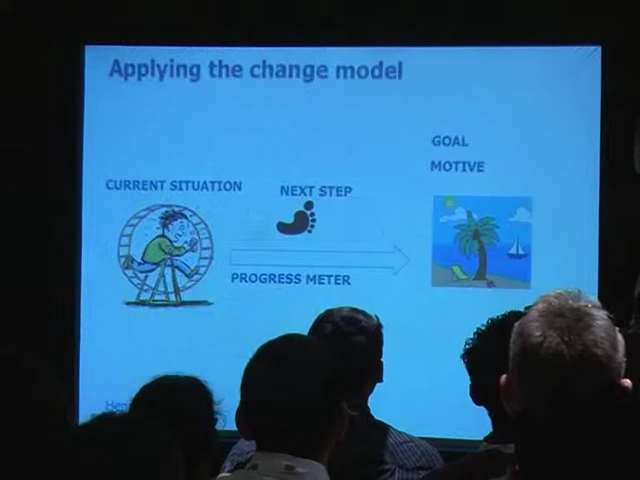 Applying the change model
GOAL
MOTIVE
CURRENT SITUATION
NEXT STEP
PROGRESS METER